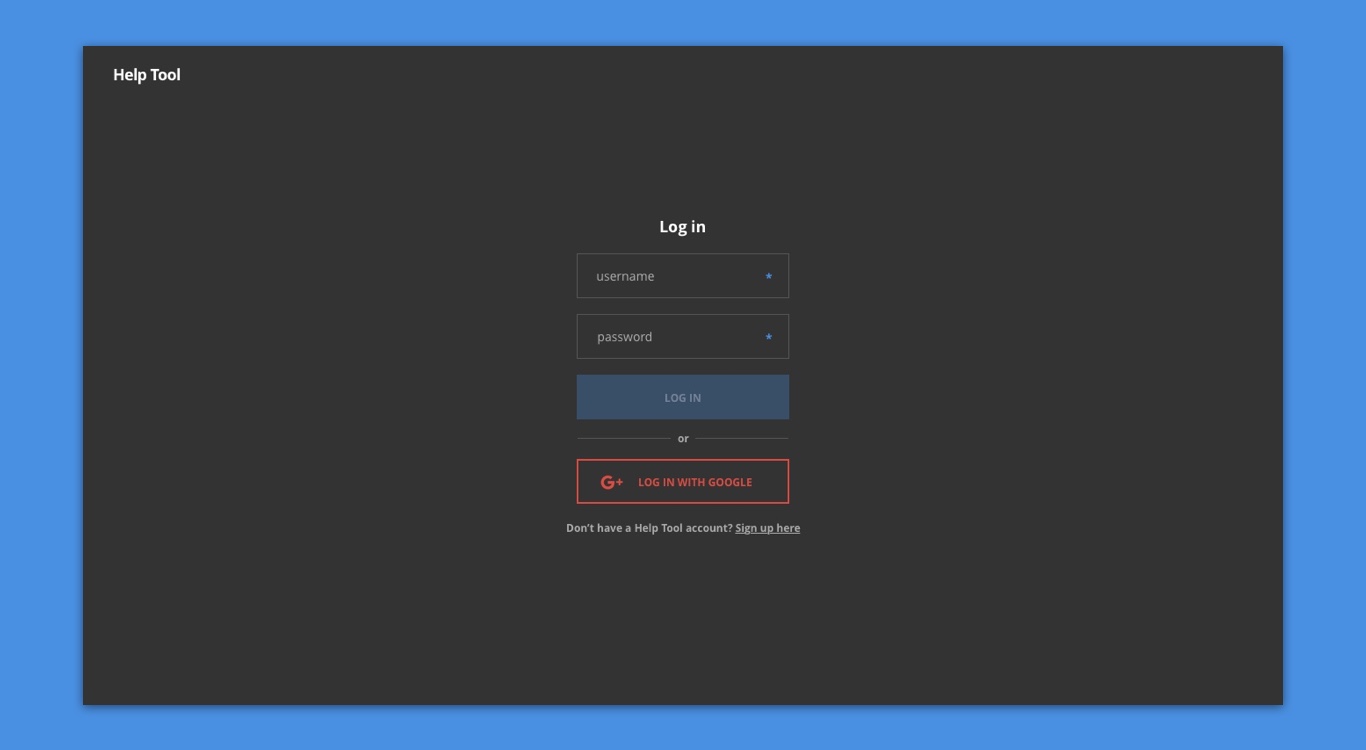 Help Tool
Log in
username *
password *
LOG IN
or
G+ LOG IN WITH GOOGLE
Don’t have a Help Tool account? Sign up here